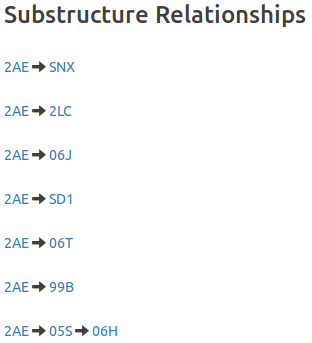 Substructure Relationships
2AE → SNX
2AE → 2LC
2AE → 06J
2AE → SD1
2AE → 06T
2AE → 99B
2AE → 05S → 06H